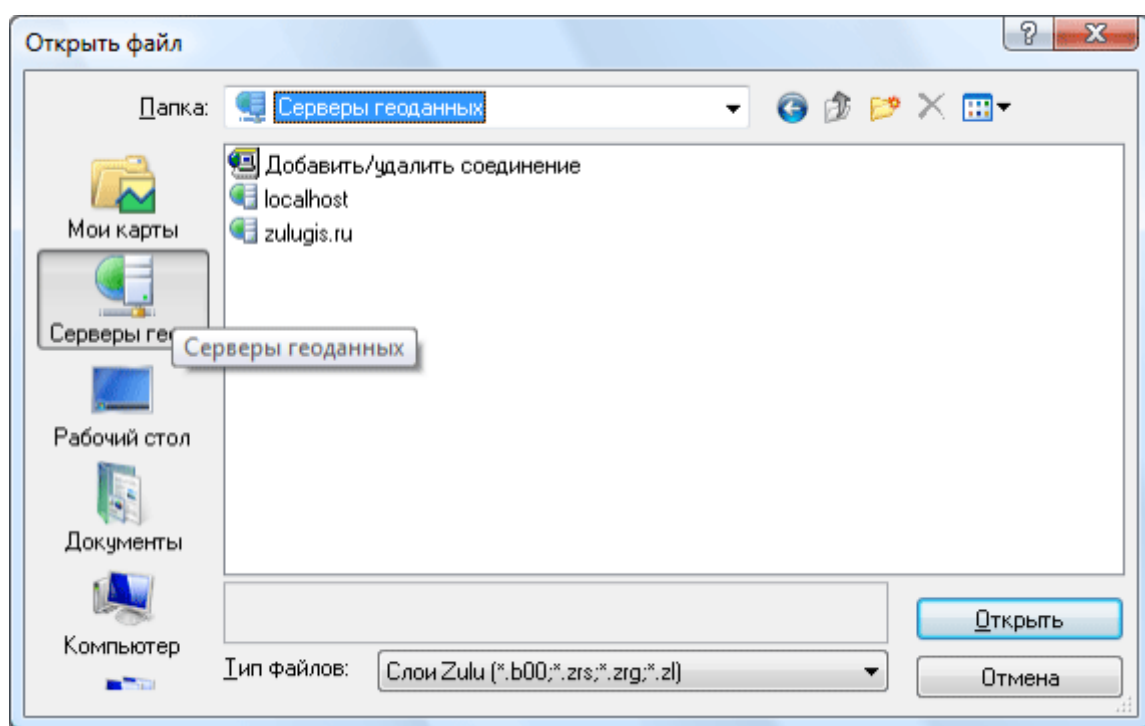 Открыть файл
Папка: Серверы геоданных
Добавить/удалить соединение
localhost
zulugis.ru
Мои карты
Серверы гео
Серверы геоданных
Рабочий стол
Документы
Компьютер
Открыть
Тип файлов: Слои Zulu (*.b00;*.zrs;*.zrg;*.zl)
Отмена